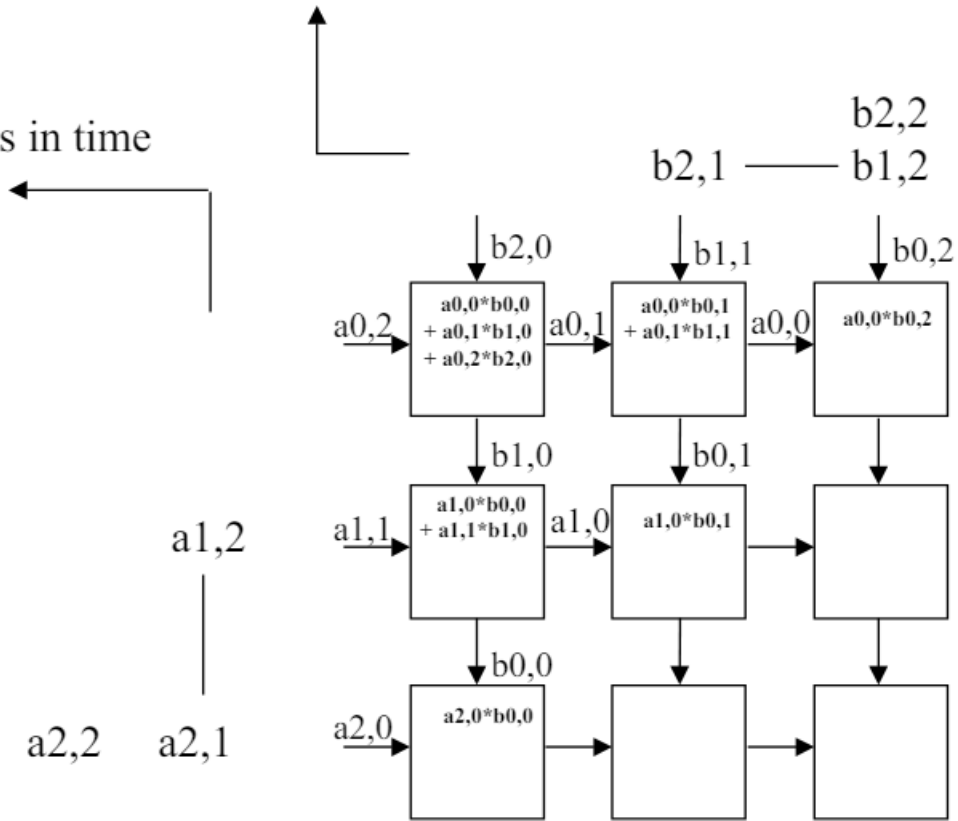 b2,2
s in time
b2,1 b1,2
b2,0 b1,1 b0,2
a0,2
a0,0*b0,0
+ a0,1*b1,0
+ a0,2*b2,0
a0,1
a0,0*b0,1
+ a0,1*b1,1
a0,0
a0,0*b0,2
b1,0 b0,1
a1,2
a1,1
a1,0*b0,0
+ a1,1*b1,0
a1,0
a1,0*b0,1
b0,0
a2,2 a2,1 a2,0
a2,0*b0,0